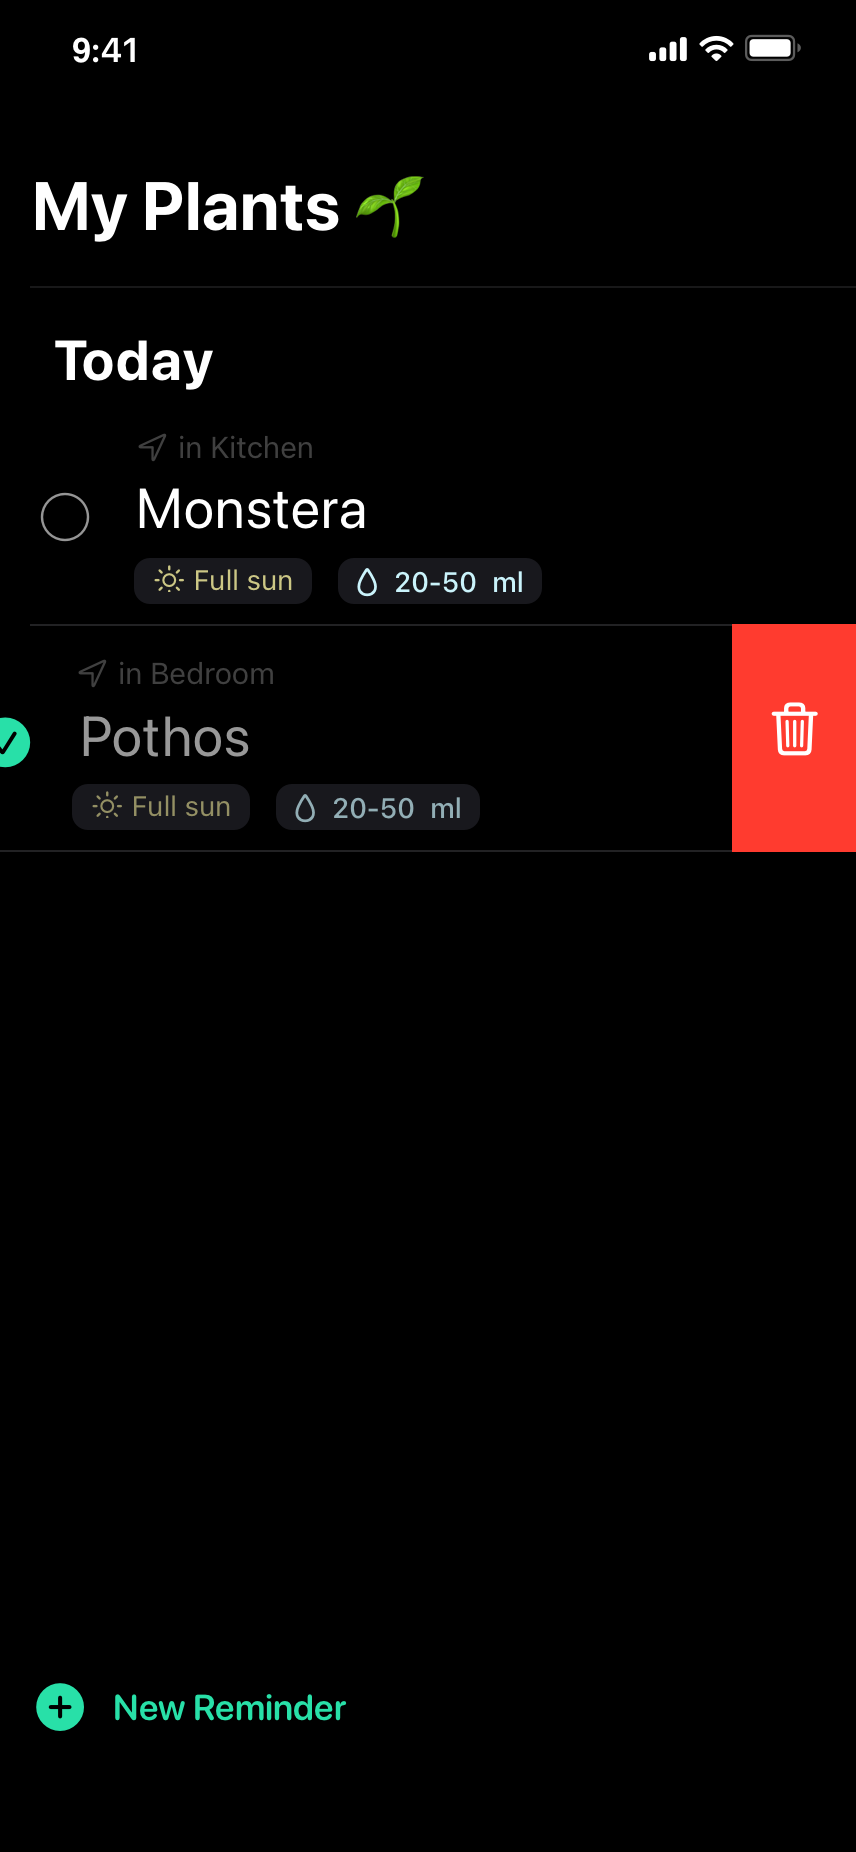 9:41
My Plants 🌱
Today
in Kitchen
Monstera
Full sun 20-50 ml
in Bedroom
Pothos
Full sun 20-50 ml
New Reminder